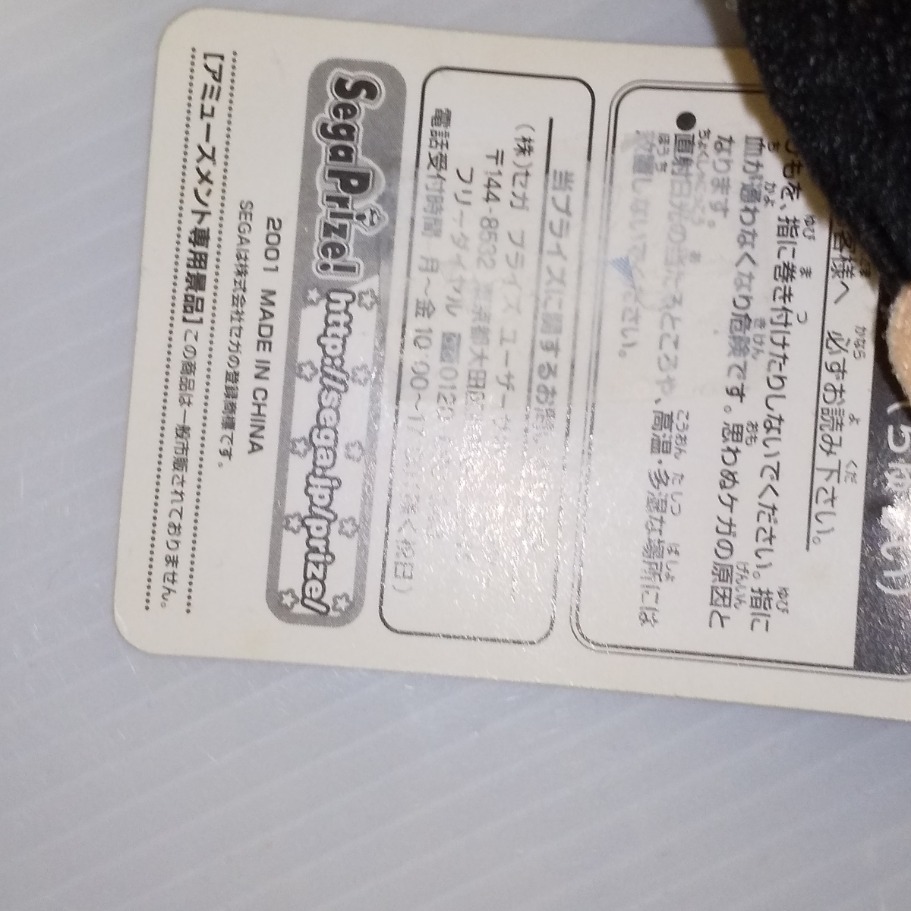 い)
客様へ 必ずお読み下さい。
もを、指に巻き付けたりしないでください。指に
血が通わなくなり危険です。思わぬケガの原因と
なります。
●直射日光の当たるところや、高温・多湿な場所には
放置しないでください。
当プライズに関するお
(株)セガ プライズ ユーザー
〒144-8532 東京都大田区
フリーダイヤル 0120
電話受付時間 月~金 10:00~17 除く祝日)
Sega Prize! http://sega.jp/prize/
2001 MADE IN CHINA
SEGAは株式会社セガの登録商標です。
[アミューズメント専用景品]この商品は一般市販されておりません。